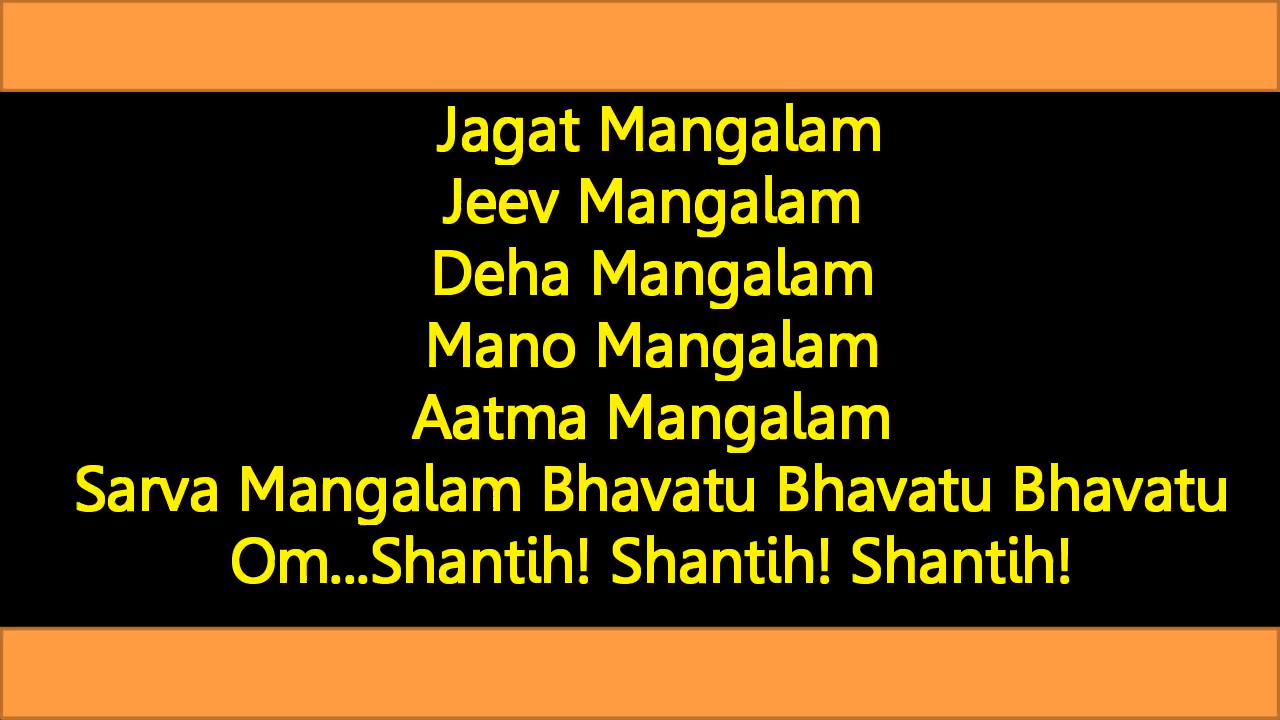 Jagat Mangalam
Jeev Mangalam
Deha Mangalam
Mano Mangalam
Aatma Mangalam
Sarva Mangalam Bhavatu Bhavatu Bhavatu
Om...Shantih! Shantih! Shantih!